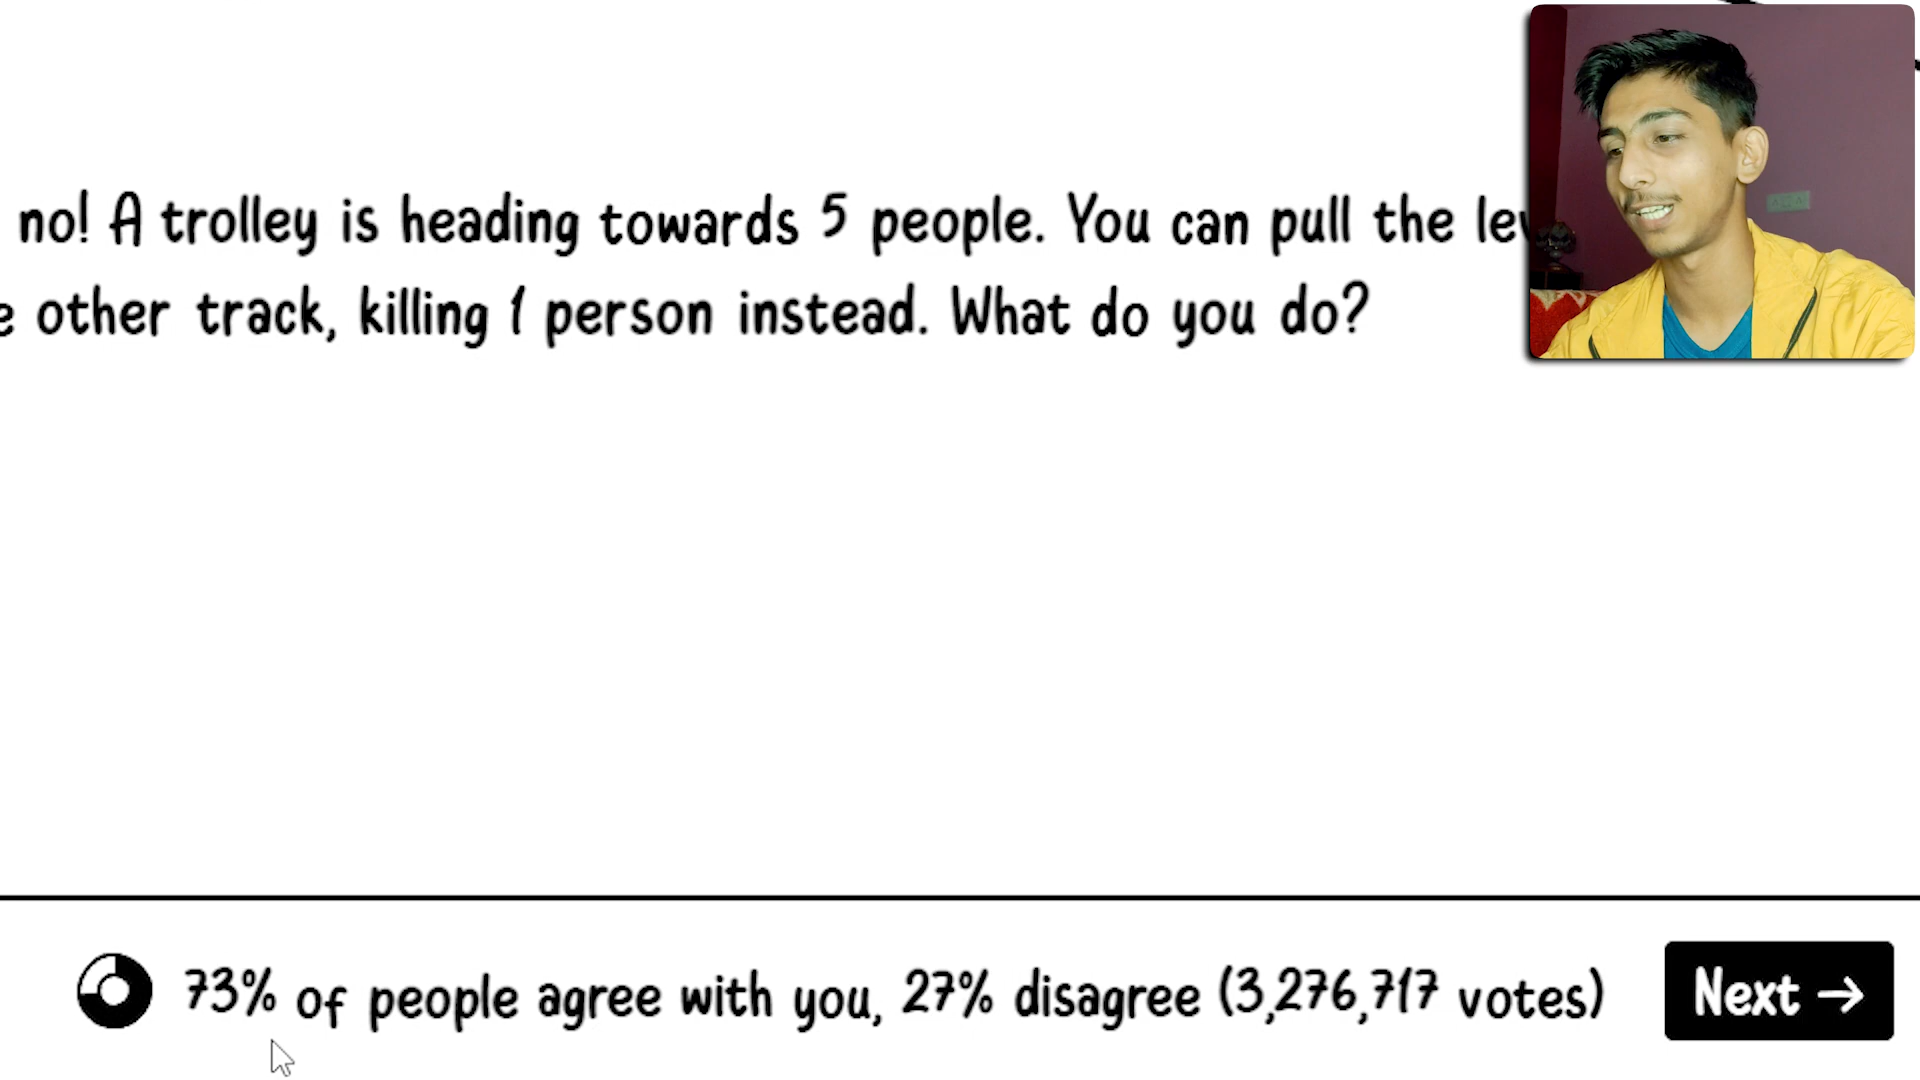 no! A trolley is heading towards 5 people. You can pull the
other track, killing 1 person instead. What do you do?
73% of people agree with you, 27% disagree (3,276,717 votes)
Next →